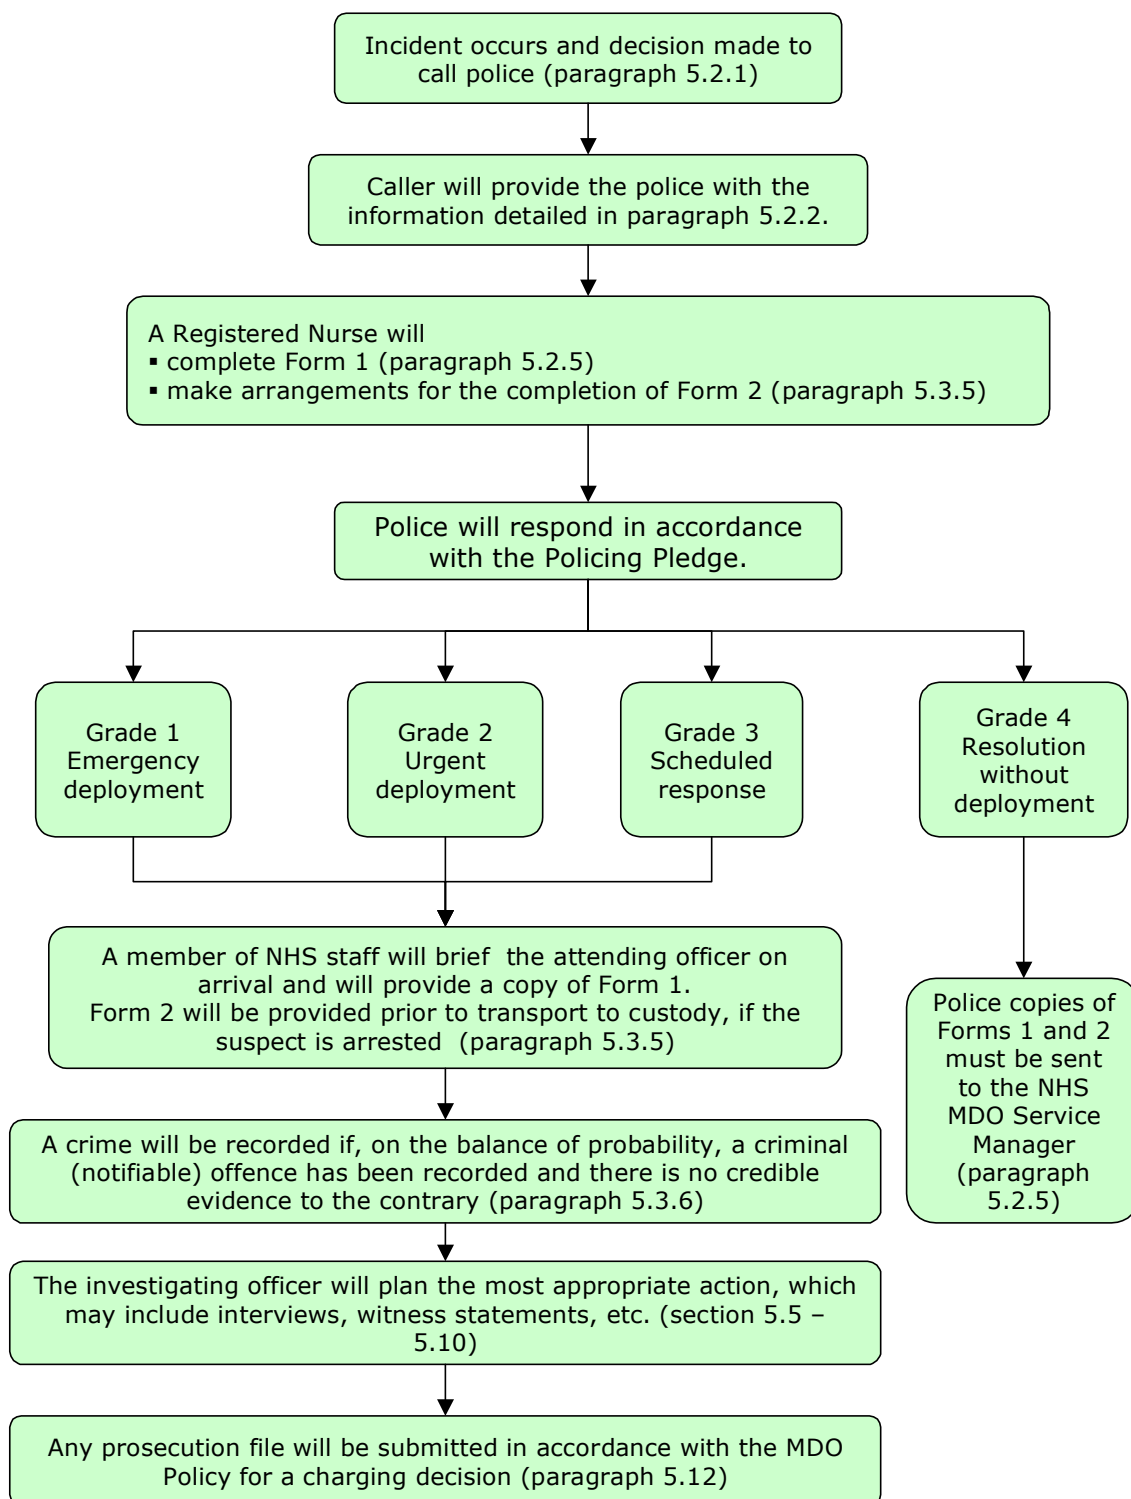 Incident occurs and decision made to
call police (paragraph 5.2.1)
Caller will provide the police with the
information detailed in paragraph 5.2.2.
A Registered Nurse will
▪ complete Form 1 (paragraph 5.2.5)
▪ make arrangements for the completion of Form 2 (paragraph 5.3.5)
Police will respond in accordance
with the Policing Pledge.
Grade 1
Emergency
deployment
Grade 2
Urgent
deployment
Grade 3
Scheduled
response
Grade 4
Resolution
without
deployment
A member of NHS staff will brief  the attending officer on
arrival and will provide a copy of Form 1.
Form 2 will be provided prior to transport to custody, if the
suspect is arrested  (paragraph 5.3.5)
Police copies of
Forms 1 and 2
must be sent
to the NHS
MDO Service
Manager
(paragraph
5.2.5)
A crime will be recorded if, on the balance of probability, a criminal
(notifiable) offence has been recorded and there is no credible
evidence to the contrary (paragraph 5.3.6)
The investigating officer will plan the most appropriate action, which
may include interviews, witness statements, etc. (section 5.5 –
5.10)
Any prosecution file will be submitted in accordance with the MDO
Policy for a charging decision (paragraph 5.12)